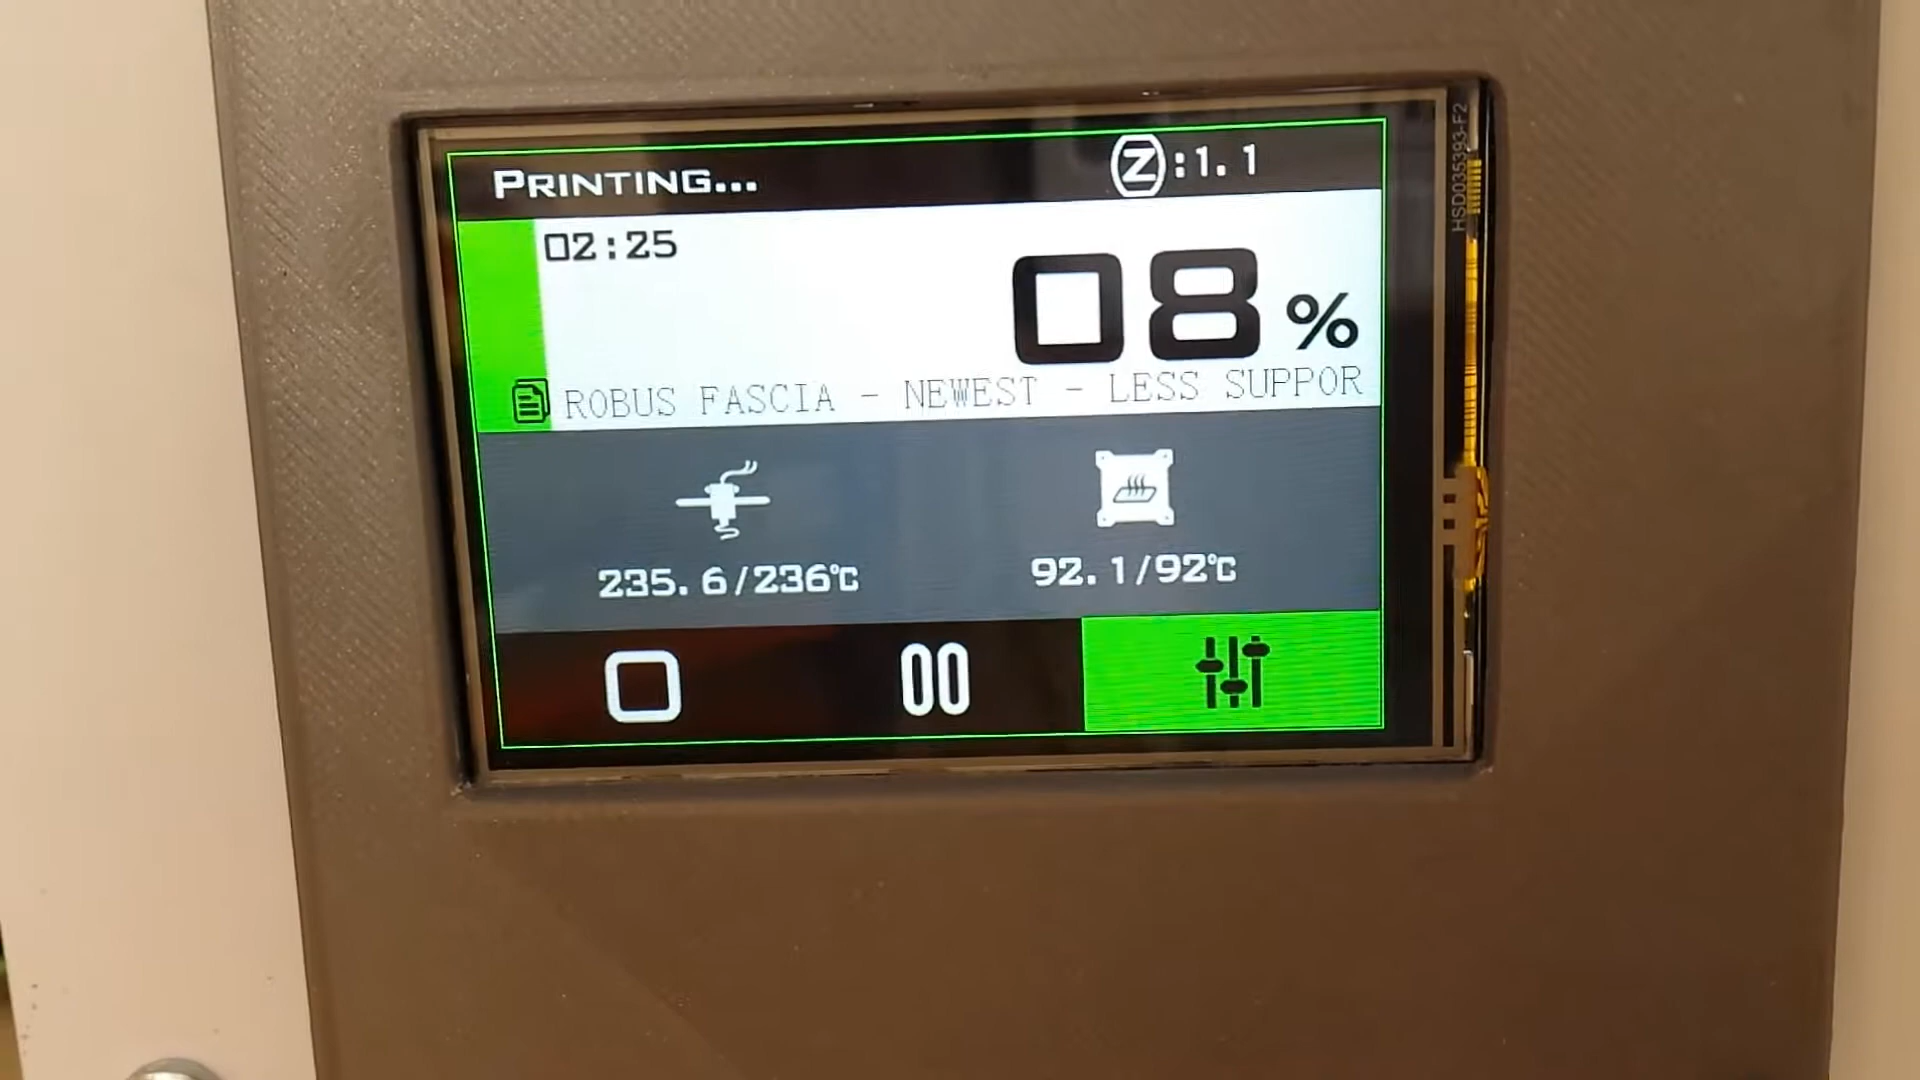 PRINTING...
Z:1.1
02:25
08%
ROBUS FASCIA - NEWEST - LESS SUPPOR
235.6/236℃
92.1/92℃
HSD035393-F2